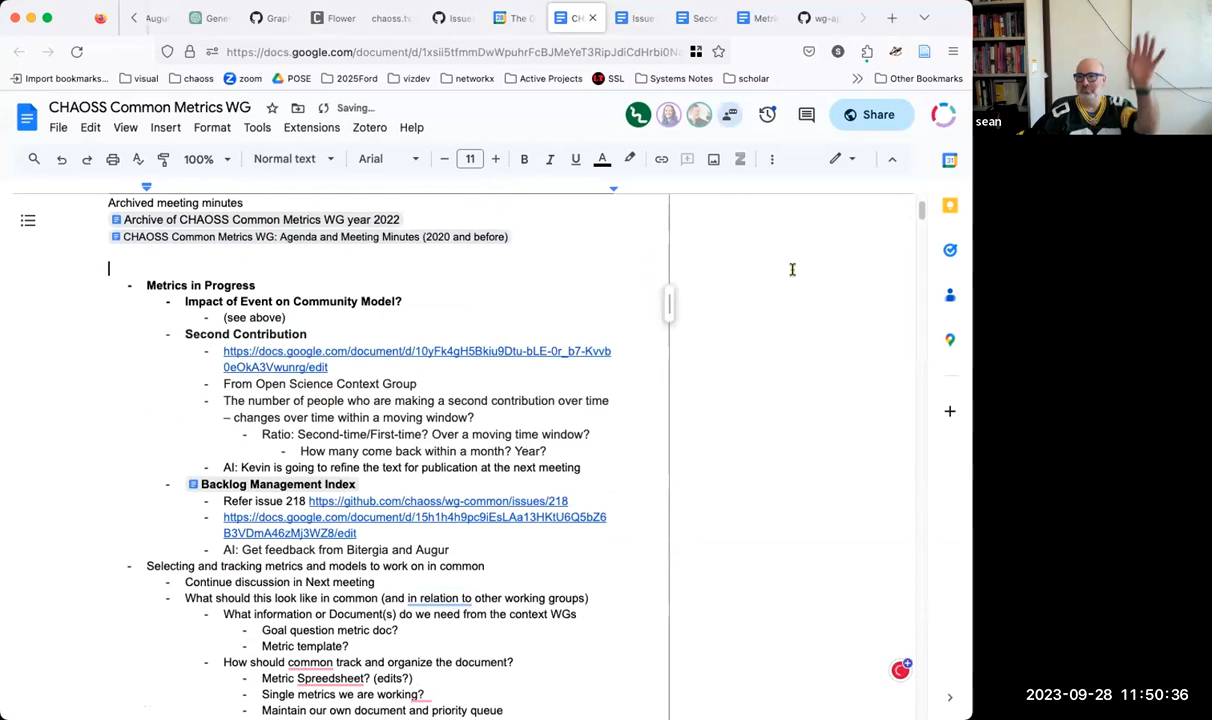 Augur
Gene
Grap
Flower
chaoss.tv
Issues
The C
CH
Issue
Secor
Metri
wg-ap
https://docs.google.com/document/d/1xsii5tfmmDwWpuhrFcBJMeYeT3RipJdiCdHrbi0Na
Import bookmarks...
visual
chaoss
zoom
POSE
2025Ford
vizdev
networkx
Active Projects
SSL
Systems Notes
scholar
Other Bookmarks
CHAOSS Common Metrics WG
Saving...
File Edit View Insert Format Tools Extensions Zotero Help
Share
sean
100%
Normal text
Arial
11
Archived meeting minutes
Archive of CHAOSS Common Metrics WG year 2022
CHAOSS Common Metrics WG: Agenda and Meeting Minutes (2020 and before)
- Metrics in Progress
- Impact of Event on Community Model?
- (see above)
- Second Contribution
- https://docs.google.com/document/d/10yFk4gH5Bkiu9Dtu-bLE-0r_b7-Kvvb
0eOkA3Vwunrg/edit
- From Open Science Context Group
- The number of people who are making a second contribution over time
– changes over time within a moving window?
- Ratio: Second-time/First-time? Over a moving time window?
- How many come back within a month? Year?
- AI: Kevin is going to refine the text for publication at the next meeting
- Backlog Management Index
- Refer issue 218 https://github.com/chaoss/wg-common/issues/218
- https://docs.google.com/document/d/15h1h4h9pc9iEsLAa13HKtU6Q5bZ6
B3VDmA46zMj3WZ8/edit
- AI: Get feedback from Bitergia and Augur
- Selecting and tracking metrics and models to work on in common
- Continue discussion in Next meeting
- What should this look like in common (and in relation to other working groups)
- What information or Document(s) do we need from the context WGs
- Goal question metric doc?
- Metric template?
- How should common track and organize the document?
- Metric Spreedsheet? (edits?)
- Single metrics we are working?
- Maintain our own document and priority queue
2023-09-28 11:50:36